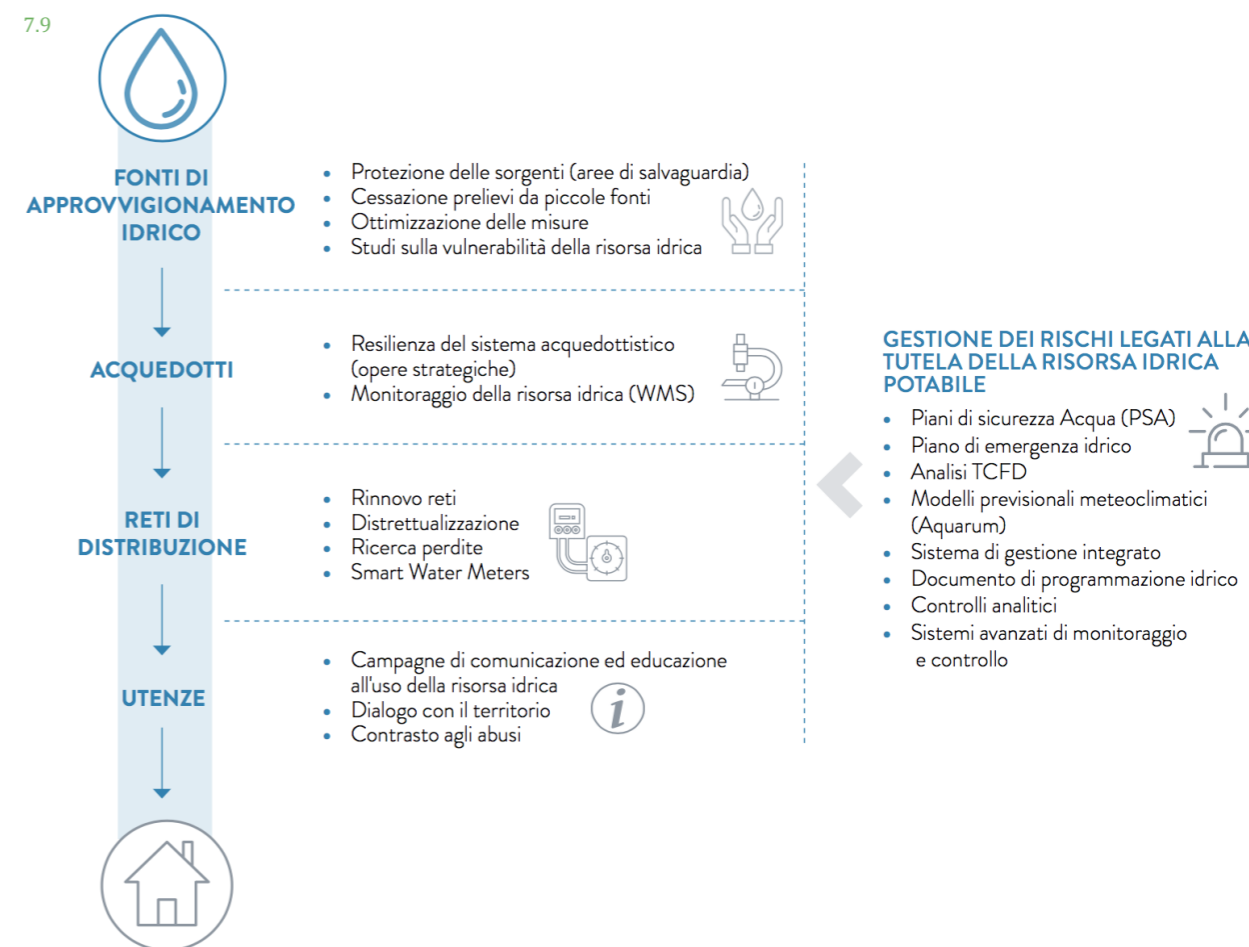 7.9
FONTI DI
APPROVVIGIONAMENTO
IDRICO
• Protezione delle sorgenti (aree di salvaguardia)
• Cessazione prelievi da piccole fonti
• Ottimizzazione delle misure
• Studi sulla vulnerabilità della risorsa idrica
ACQUEDOTTI
• Resilienza del sistema acquedottistico
(opere strategiche)
• Monitoraggio della risorsa idrica (WMS)
RETI DI
DISTRIBUZIONE
• Rinnovo reti
• Distrettualizzazione
• Ricerca perdite
• Smart Water Meters
UTENZE
• Campagne di comunicazione ed educazione
all'uso della risorsa idrica
• Dialogo con il territorio
• Contrasto agli abusi
i
GESTIONE DEI RISCHI LEGATI ALLA
TUTELA DELLA RISORSA IDRICA
POTABILE
• Piani di sicurezza Acqua (PSA)
• Piano di emergenza idrico
• Analisi TCFD
• Modelli previsionali meteoclimatici
(Aquarum)
• Sistema di gestione integrato
• Documento di programmazione idrico
• Controlli analitici
• Sistemi avanzati di monitoraggio
e controllo